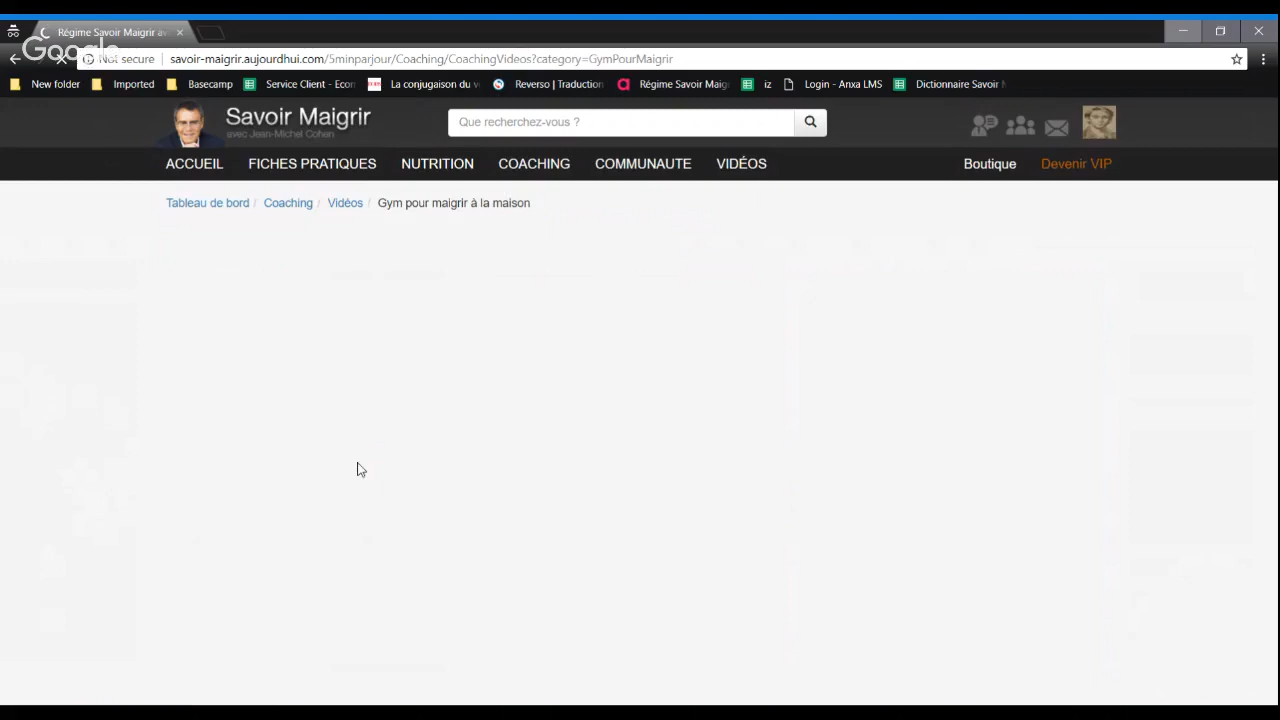 Régime Savoir Maigrir av
Google
Not secure savoir-maigrir.aujourdhui.com/5minparjour/Coaching/CoachingVideos?category=GymPourMaigrir
New folder Imported Basecamp Service Client - Econ La conjugaison du v Reverso | Traduction Régime Savoir Maigri iz Login - Anxa LMS Dictionnaire Savoir M
Savoir Maigrir
avec Jean-Michel Cohen
Que recherchez-vous ?
ACCUEIL FICHES PRATIQUES NUTRITION COACHING COMMUNAUTE VIDÉOS Boutique Devenir VIP
Tableau de bord / Coaching / Vidéos / Gym pour maigrir à la maison